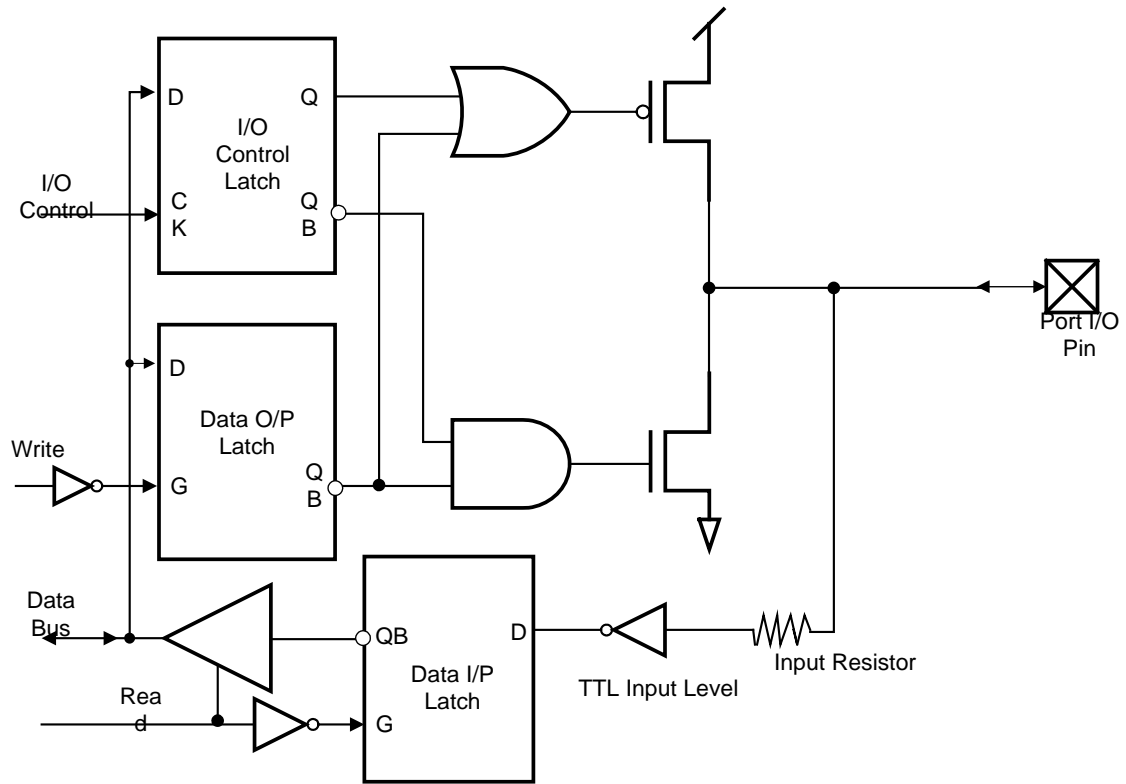 D
Q
I/O
Control
Latch
I/O
Control
C
K
Q
B
Port I/O
Pin
D
Data O/P
Latch
Write
G
Q
B
Data
Bus
QB
D
Data I/P
Latch
TTL Input Level
Input Resistor
Rea
d
G